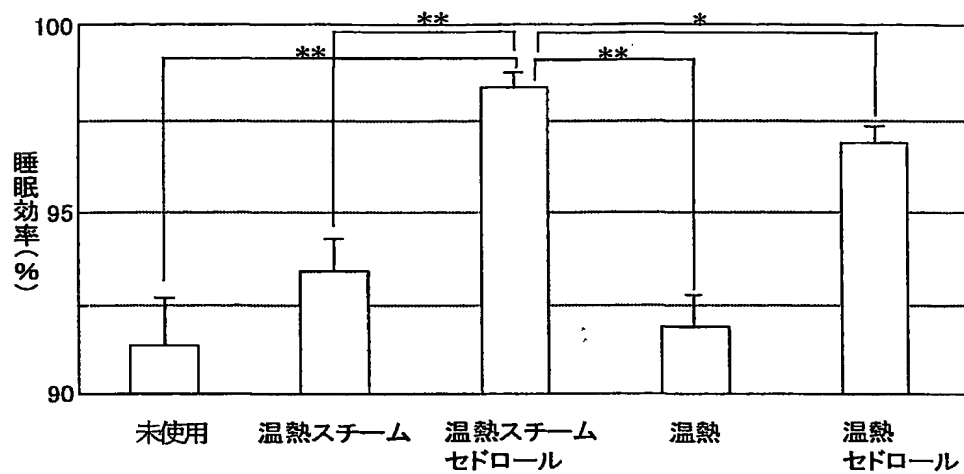 100
**
*
**
**
95
90
睡眠効率(%)
未使用
温熱スチーム
温熱スチーム
セドロール
温熱
温熱
セドロール